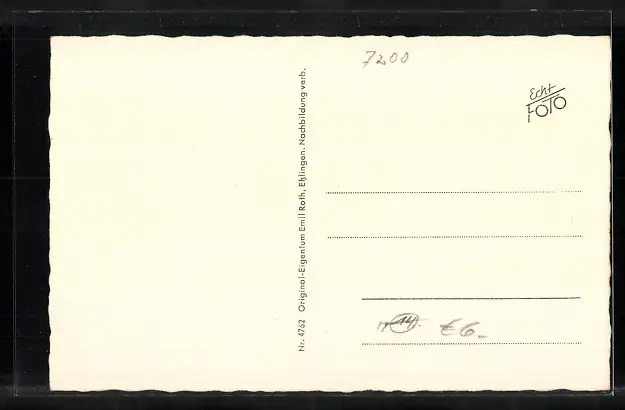 7200
Echt
FOTO
Nr. 4762 Original-Eigentum Emil Roth, Eßlingen. Nachbildung verb.
€6.-